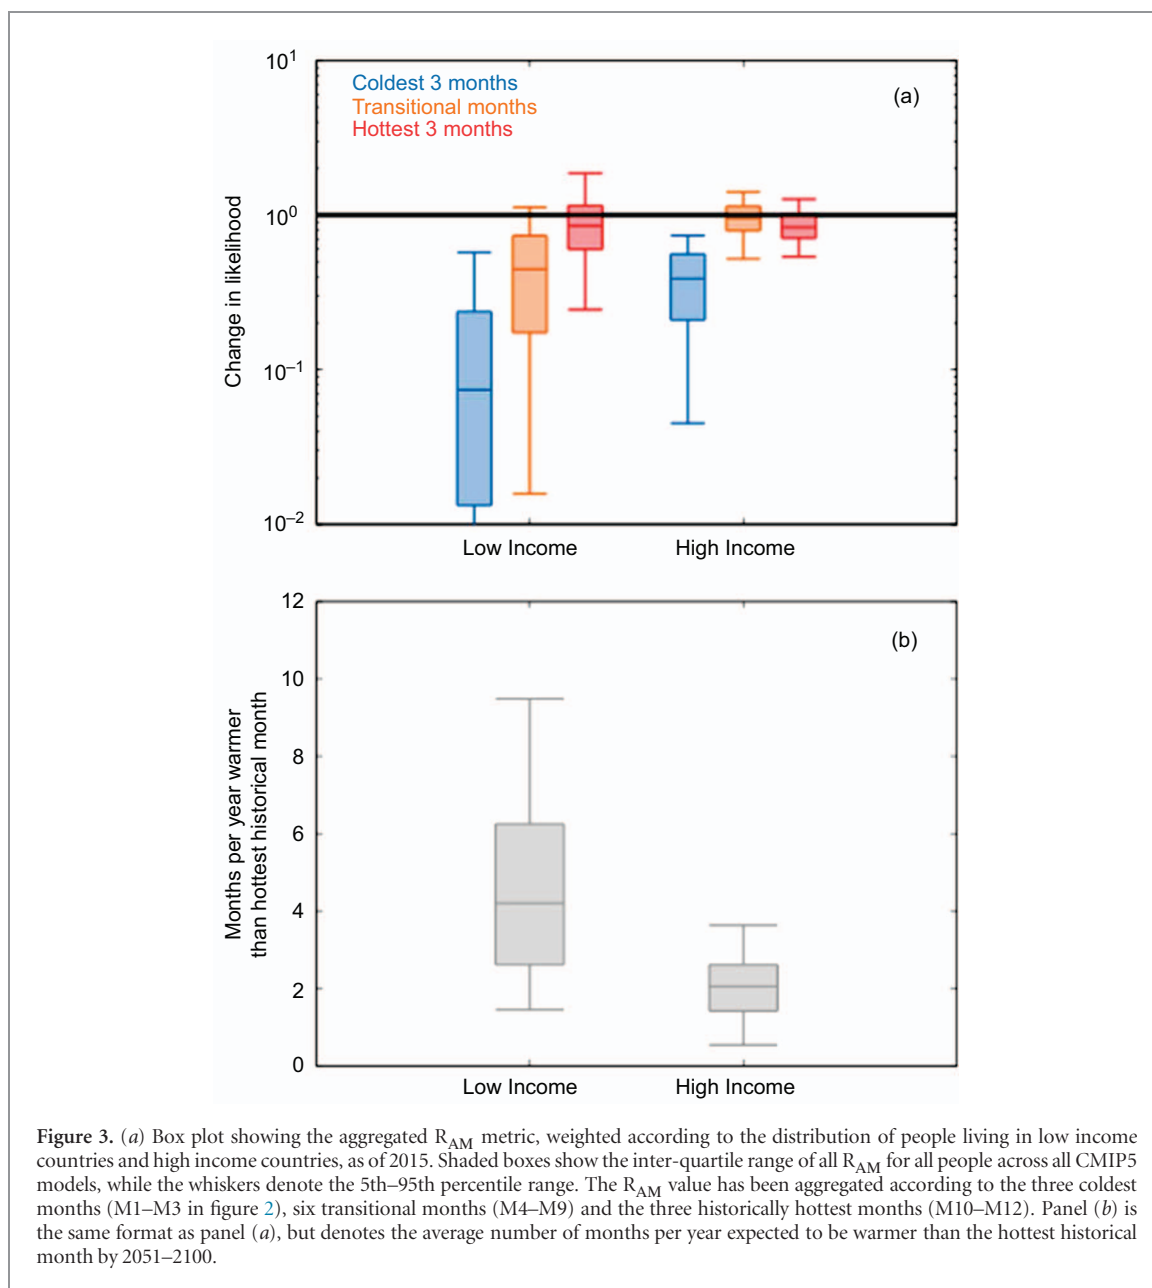 10^1
Coldest 3 months
Transitional months
Hottest 3 months
(a)
10^0
Change in likelihood
10^–1
10^–2
Low Income
High Income
12
(b)
10
8
Months per year warmer
than hottest historical month
6
4
2
0
Low Income
High Income
Figure 3. (a) Box plot showing the aggregated R_AM metric, weighted according to the distribution of people living in low income
countries and high income countries, as of 2015. Shaded boxes show the inter-quartile range of all R_AM for all people across all CMIP5
models, while the whiskers denote the 5th–95th percentile range. The R_AM value has been aggregated according to the three coldest
months (M1–M3 in figure 2), six transitional months (M4–M9) and the three historically hottest months (M10–M12). Panel (b) is
the same format as panel (a), but denotes the average number of months per year expected to be warmer than the hottest historical
month by 2051–2100.